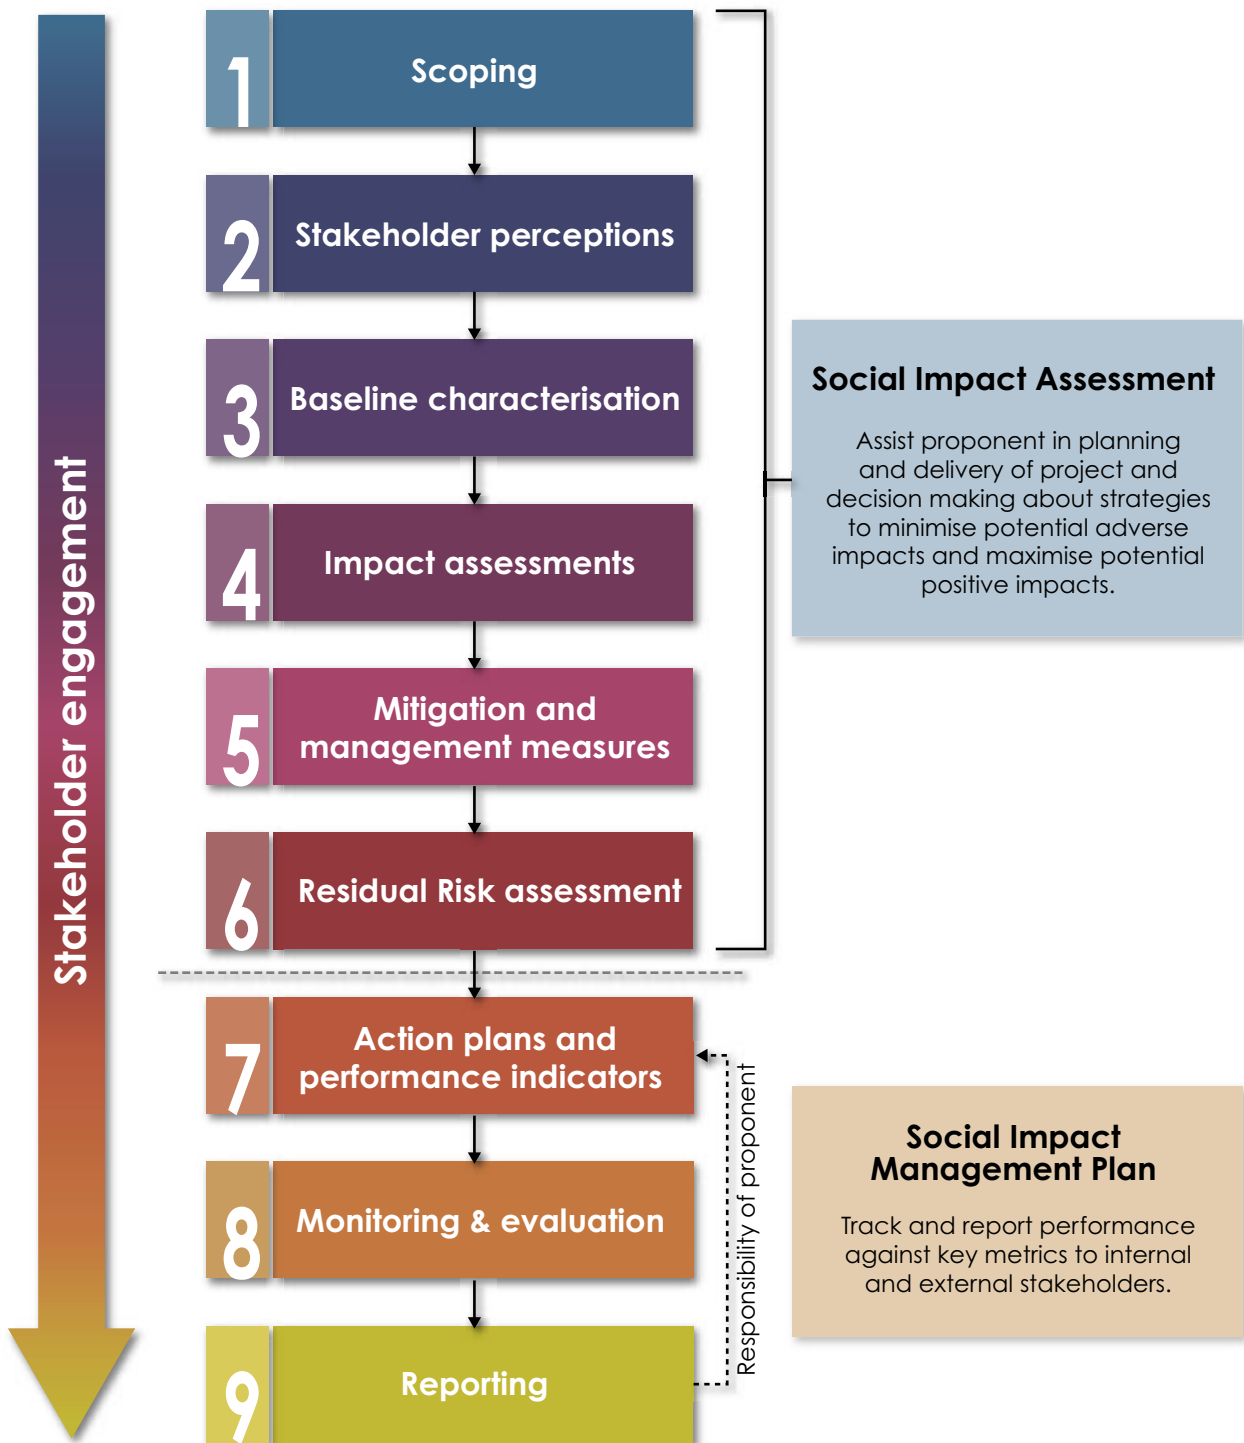 Stakeholder engagement
1
Scoping
2
Stakeholder perceptions
3
Baseline characterisation
4
Impact assessments
5
Mitigation and
management measures
6
Residual Risk assessment
Social Impact Assessment
Assist proponent in planning
and delivery of project and
decision making about strategies
to minimise potential adverse
impacts and maximise potential
positive impacts.
7
Action plans and
performance indicators
8
Monitoring & evaluation
9
Reporting
Responsibility of proponent
Social Impact
Management Plan
Track and report performance
against key metrics to internal
and external stakeholders.